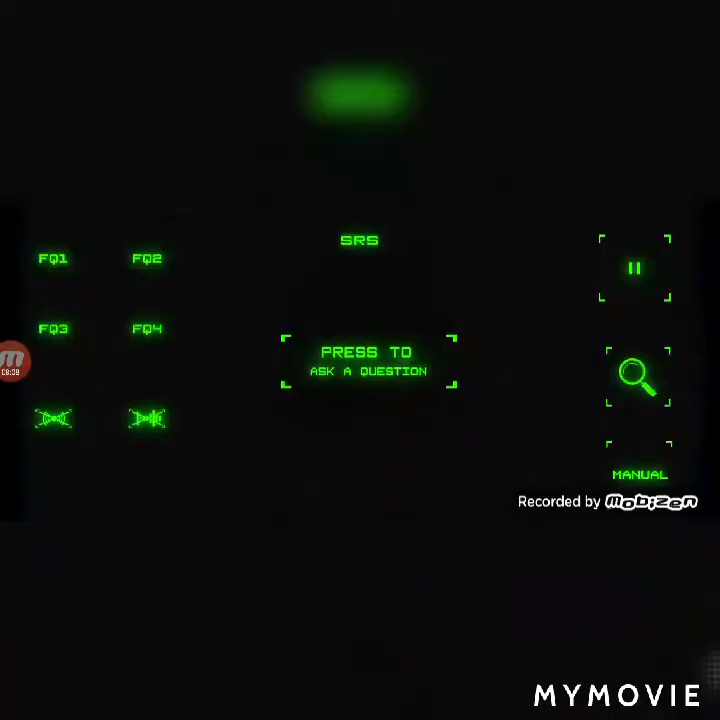 SRS
FQ1 FQ2
FQ3 FQ4
PRESS TO
ASK A QUESTION
MANUAL
Recorded by mobizen
MYMOVIE